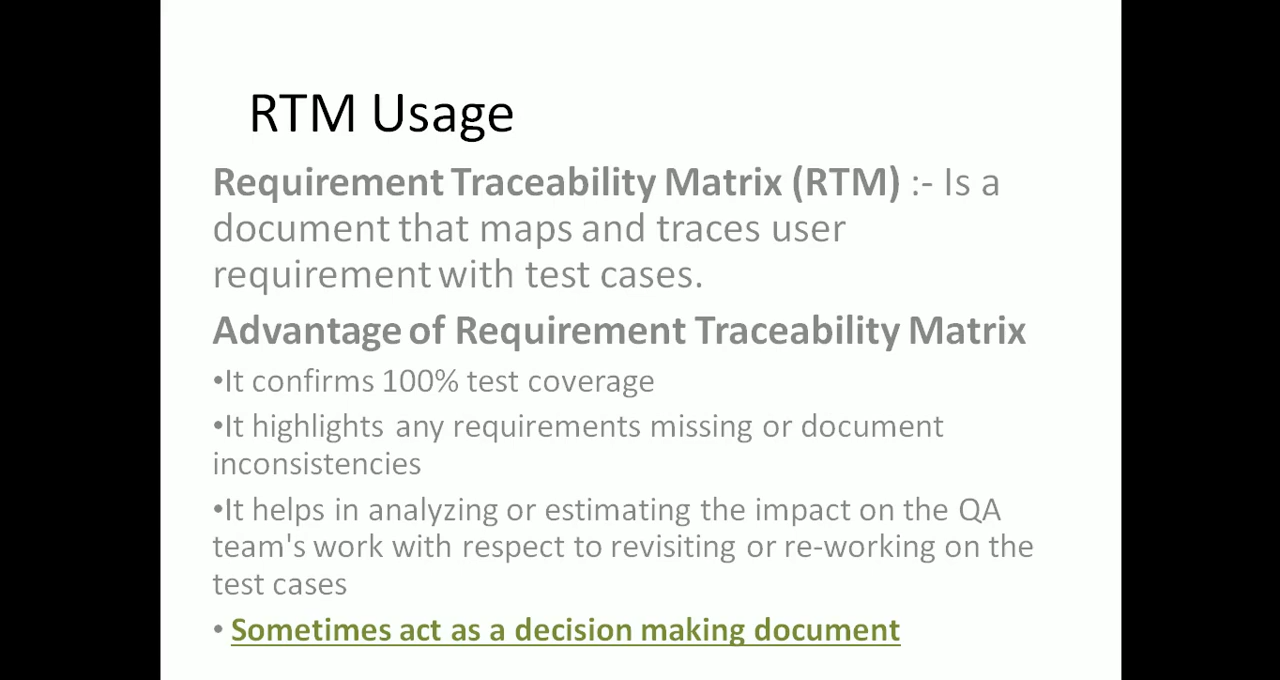 RTM Usage
Requirement Traceability Matrix (RTM) :- Is a
document that maps and traces user
requirement with test cases.
Advantage of Requirement Traceability Matrix
•It confirms 100% test coverage
•It highlights any requirements missing or document
inconsistencies
•It helps in analyzing or estimating the impact on the QA
team's work with respect to revisiting or re-working on the
test cases
• Sometimes act as a decision making document